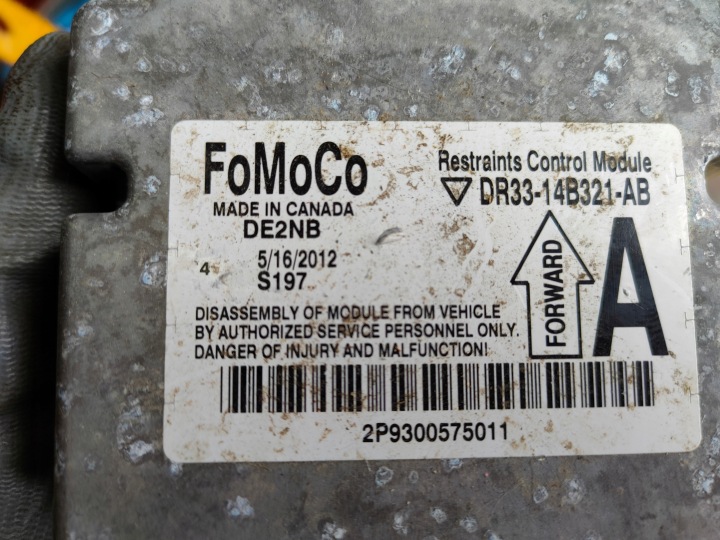 FoMoCo
MADE IN CANADA
DE2NB
4 5/16/2012
S197
Restraints Control Module
DR33-14B321-AB
FORWARD
A
DISASSEMBLY OF MODULE FROM VEHICLE
BY AUTHORIZED SERVICE PERSONNEL ONLY.
DANGER OF INJURY AND MALFUNCTION!
2P9300575011